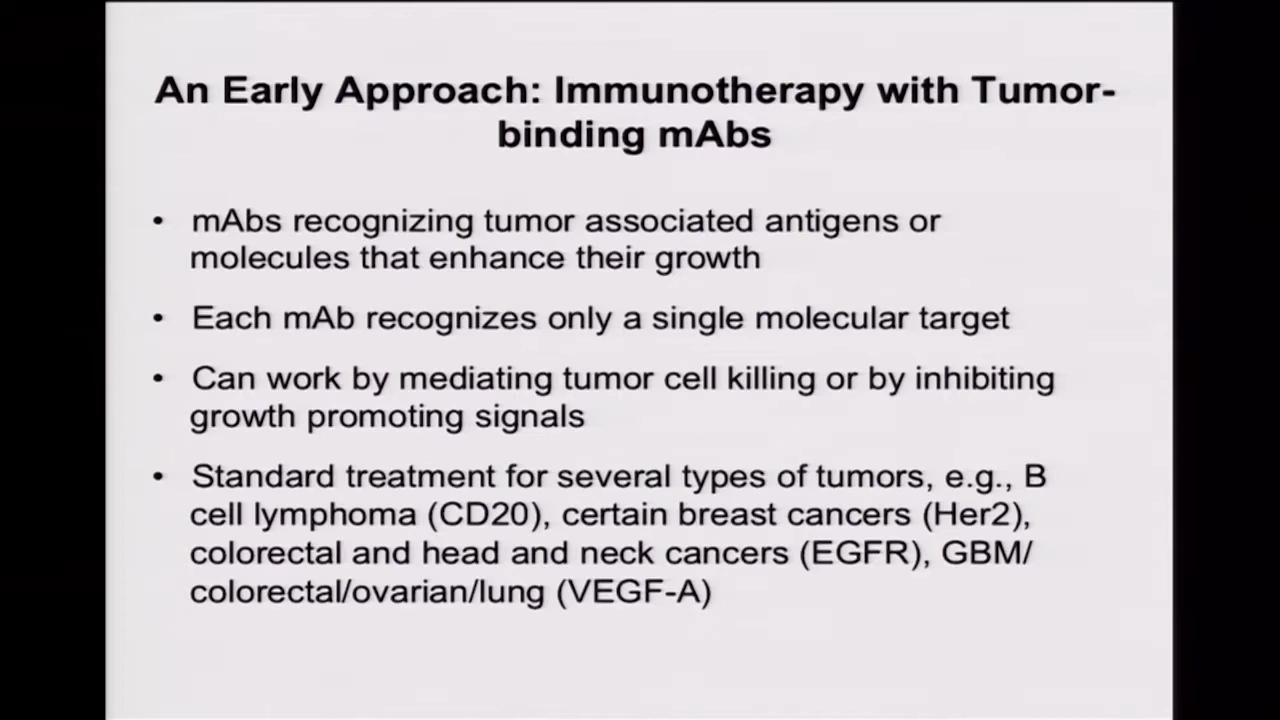 An Early Approach: Immunotherapy with Tumor-
binding mAbs
• mAbs recognizing tumor associated antigens or
molecules that enhance their growth
• Each mAb recognizes only a single molecular target
• Can work by mediating tumor cell killing or by inhibiting
growth promoting signals
• Standard treatment for several types of tumors, e.g., B
cell lymphoma (CD20), certain breast cancers (Her2),
colorectal and head and neck cancers (EGFR), GBM/
colorectal/ovarian/lung (VEGF-A)